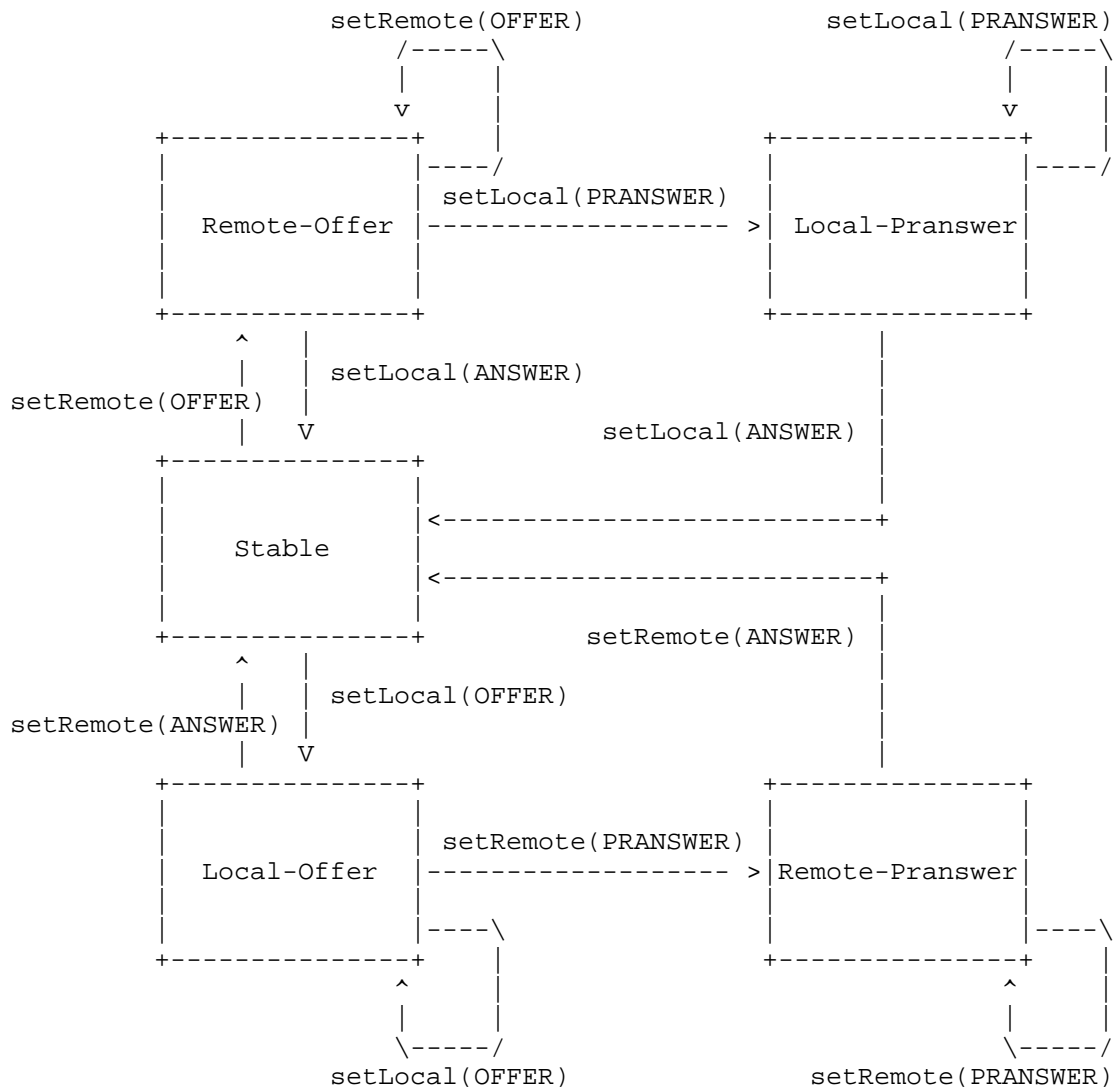 setRemote(OFFER) setLocal(PRANSWER)
setLocal(PRANSWER)
Remote-Offer Local-Pranswer
setLocal(ANSWER)
setRemote(OFFER)
setLocal(ANSWER)
Stable
setRemote(ANSWER)
setLocal(OFFER)
setRemote(ANSWER)
setRemote(PRANSWER)
Local-Offer Remote-Pranswer
setLocal(OFFER) setRemote(PRANSWER)